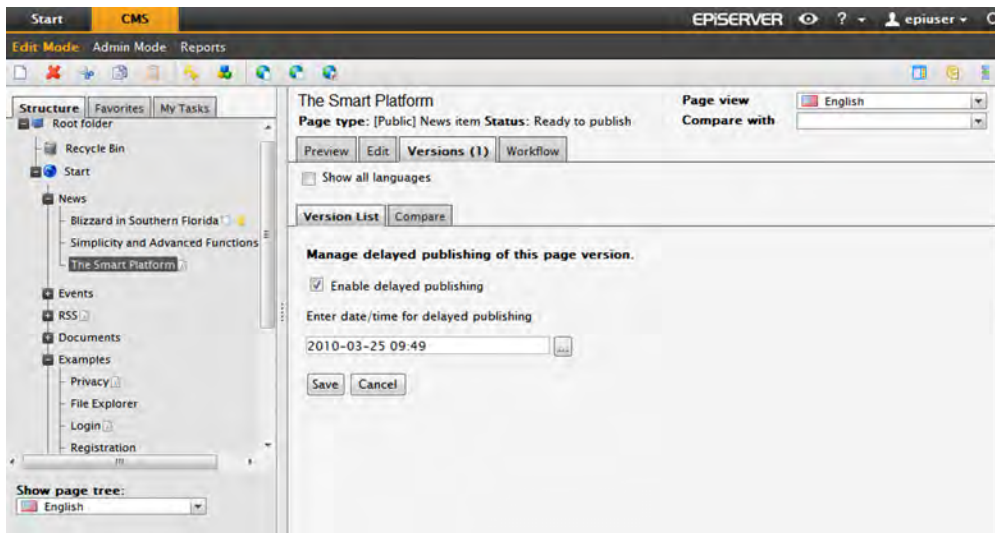 Start CMS EPiSERVER ? epiuser
Edit Mode Admin Mode Reports
Structure Favorites My Tasks
Root folder
Recycle Bin
Start
News
Blizzard in Southern Florida
Simplicity and Advanced Functions
The Smart Platform
Events
RSS
Documents
Examples
Privacy
File Explorer
Login
Registration
Show page tree:
English
The Smart Platform
Page type: [Public] News item Status: Ready to publish
Page view English
Compare with
Preview Edit Versions (1) Workflow
Show all languages
Version List Compare
Manage delayed publishing of this page version.
Enable delayed publishing
Enter date/time for delayed publishing
2010-03-25 09:49 ...
Save Cancel